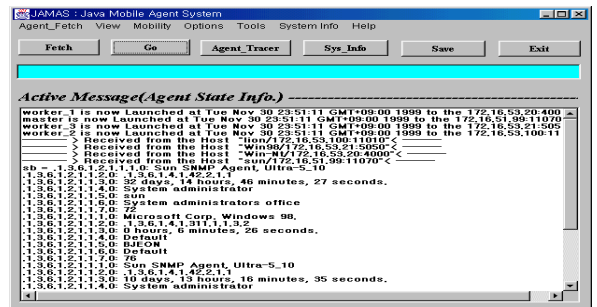 JAMAS : Java Mobile Agent System
Agent_Fetch View Mobility Options Tools System Info Help
Fetch Go Agent_Tracer Sys_Info Save Exit
Active Message(Agent State Info.)
worker_1 is now Launched at Tue Nov 30 23:51:11 GMT+09:00 1999 to the 172,16,53,20:400
master is now Launched at Tue Nov 30 23:51:11 GMT+09:00 1999 to the 172,16,51,99:11070
worker_3 is now Launched at Tue Nov 30 23:51:11 GMT+09:00 1999 to the 172,16,53,21:505
worker_2 is now Launched at Tue Nov 30 23:51:11 GMT+09:00 1999 to the 172,16,53,100:11
> Received from the Host "lion/172,16,53,100:11010"<
> Received from the Host "Win98/172,16,53,21:5050"<
> Received from the Host "Win-NJ/172,16,53,20:4000"<
> Received from the Host "sun/172,16,51,99:11070"<
sb = ,1,3,6,1,2,1,1,1,0: Sun SNMP Agent, Ultra-5_10
,1,3,6,1,2,1,1,2,0: ,1,3,6,1,4,1,42,2,1,1
,1,3,6,1,2,1,1,3,0: 32 days, 14 hours, 46 minutes, 27 seconds,
,1,3,6,1,2,1,1,4,0: System administrator
,1,3,6,1,2,1,1,5,0: sun
,1,3,6,1,2,1,1,6,0: System administrators office
,1,3,6,1,2,1,1,7,0: 72
,1,3,6,1,2,1,1,1,0: Microsoft Corp, Windows 98,
,1,3,6,1,2,1,1,2,0: ,1,3,6,1,4,1,311,1,1,3,2
,1,3,6,1,2,1,1,3,0: 0 hours, 6 minutes, 26 seconds,
,1,3,6,1,2,1,1,4,0: Default
,1,3,6,1,2,1,1,5,0: BJEON
,1,3,6,1,2,1,1,6,0: Default
,1,3,6,1,2,1,1,7,0: 76
,1,3,6,1,2,1,1,1,0: Sun SNMP Agent, Ultra-5_10
,1,3,6,1,2,1,1,2,0: ,1,3,6,1,4,1,42,2,1,1
,1,3,6,1,2,1,1,3,0: 10 days, 13 hours, 16 minutes, 35 seconds,
,1,3,6,1,2,1,1,4,0: System administrator